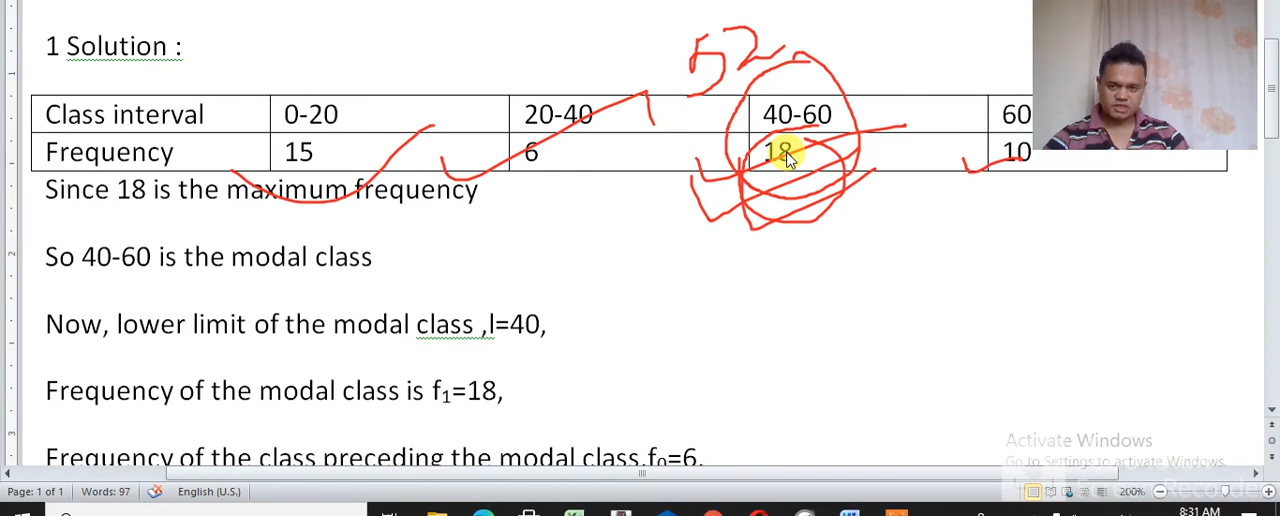 52
1 Solution :
Class interval 0-20 20-40 40-60 60
Frequency 15 6 18 10
Since 18 is the maximum frequency
So 40-60 is the modal class
Now, lower limit of the modal class ,l=40,
Frequency of the modal class is f₁=18,
Frequency of the class preceding the modal class,f₀=6,
Activate Windows
Go to Settings to activate Windows.
Page: 1 of 1 Words: 97 English (U.S.) 200%
8:31 AM